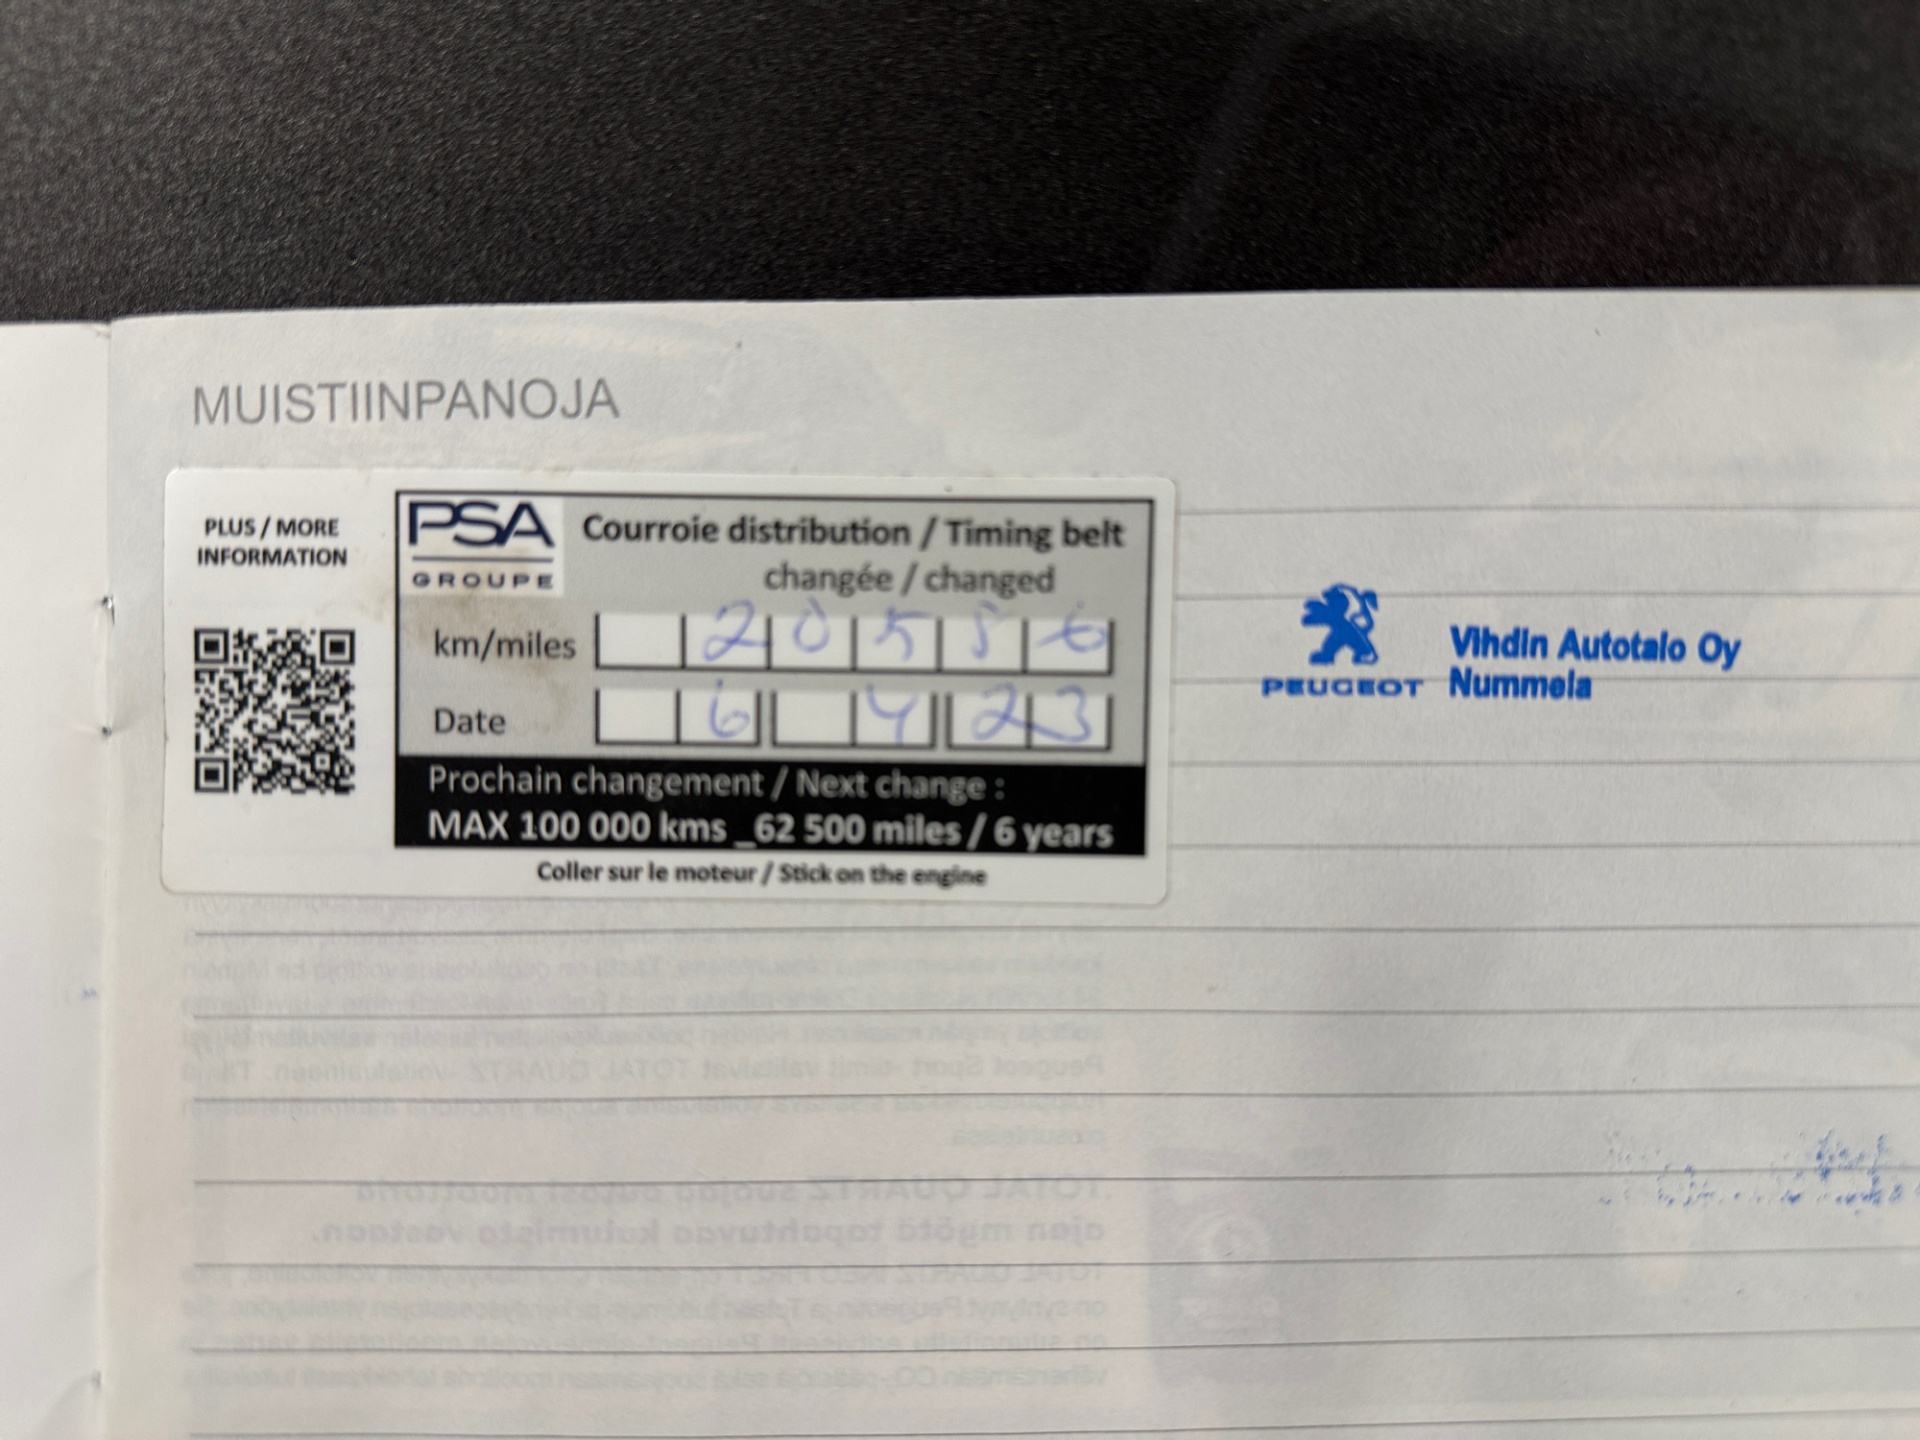 MUISTIINPANOJA
PLUS / MORE
INFORMATION
PSA
GROUPE
Courroie distribution / Timing belt
changée / changed
km/miles 20556
Date 6 4 23
Prochain changement / Next change :
MAX 100 000 kms _62 500 miles / 6 years
Coller sur le moteur / Stick on the engine
PEUGEOT
Vihdin Autotalo Oy
Nummela